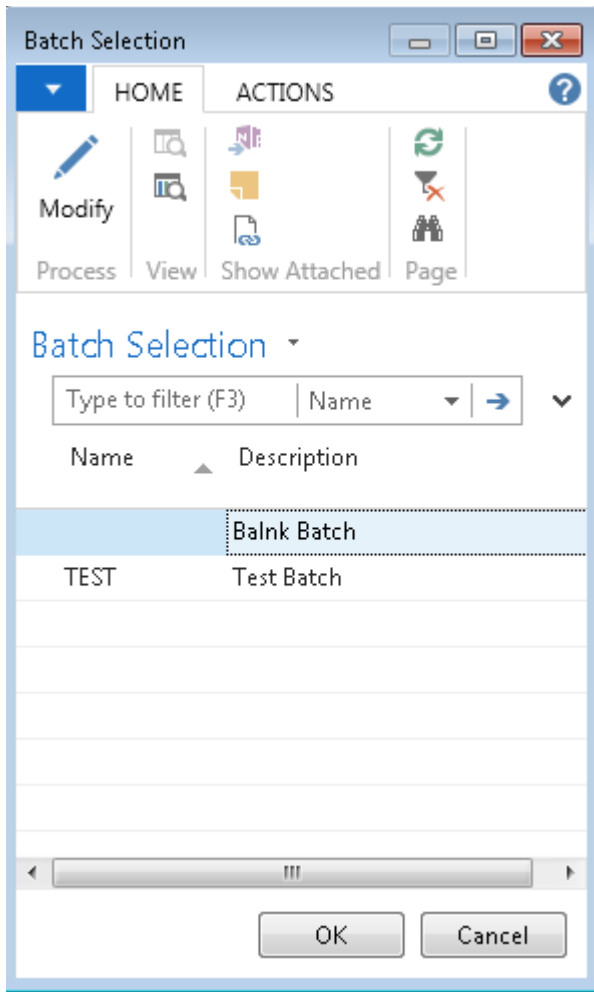 Batch Selection
HOME ACTIONS ?
Modify
Process View Show Attached Page
Batch Selection
Type to filter (F3) Name
Name Description
Balnk Batch
TEST Test Batch
OK Cancel